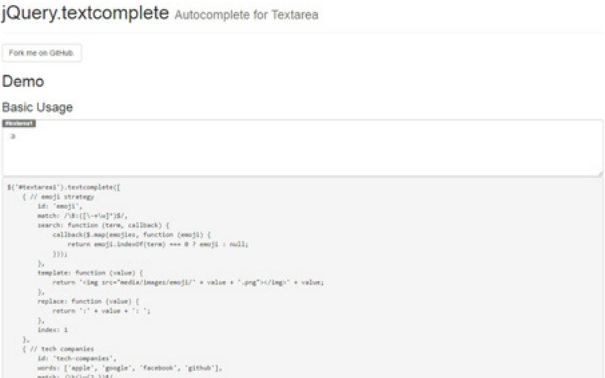 jQuery.textcomplete Autocomplete for Textarea
Fork me on GitHub.
Demo
Basic Usage
#textarea1
:a
$('#textarea1').textcomplete([
{ // emoji strategy
id: 'emoji',
match: /\B:([\-+\w]*)$/,
search: function (term, callback) {
callback($.map(emojies, function (emoji) {
return emoji.indexOf(term) === 0 ? emoji : null;
}));
},
template: function (value) {
return '<img src="media/images/emoji/' + value + '.png"></img>' + value;
},
replace: function (value) {
return ':' + value + ': ';
},
index: 1
},
{ // tech companies
id: 'tech-companies',
words: ['apple', 'google', 'facebook', 'github'],
match: /\b(\w{2,})$/,